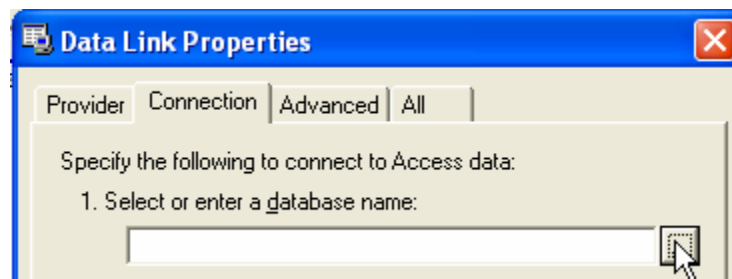 Data Link Properties
Provider Connection Advanced All
Specify the following to connect to Access data:
1. Select or enter a database name: